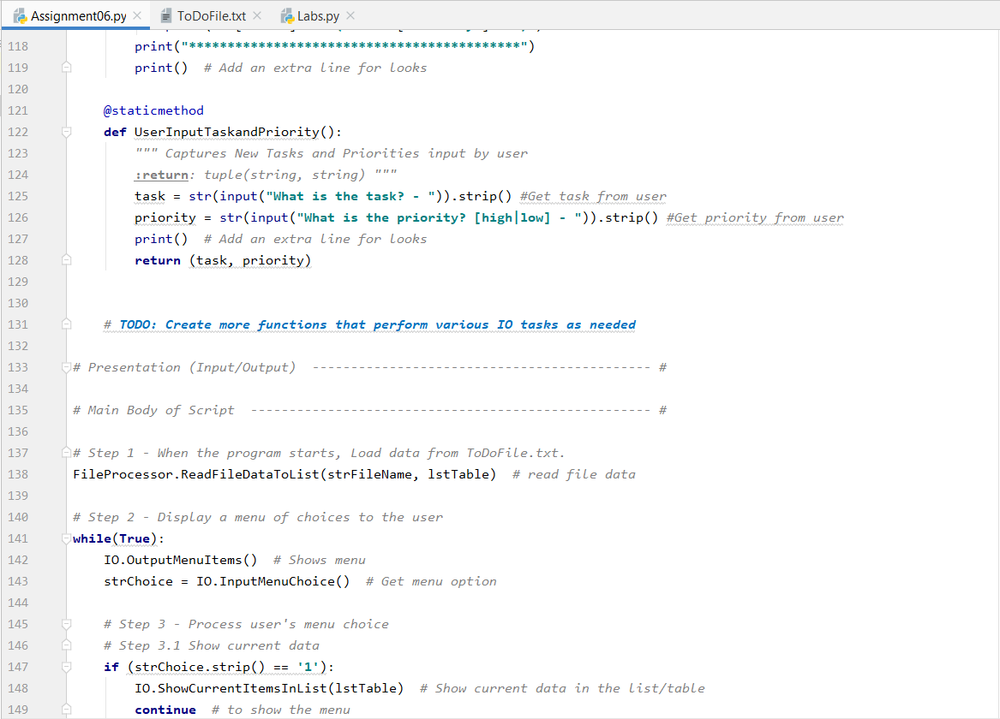 Assignment06.py ToDoFile.txt Labs.py
118 print("*******************************************")
119 print()  # Add an extra line for looks
120
121 @staticmethod
122 def UserInputTaskandPriority():
123 """ Captures New Tasks and Priorities input by user
124 :return: tuple(string, string) """
125 task = str(input("What is the task? - ")).strip() #Get task from user
126 priority = str(input("What is the priority? [high|low] - ")).strip() #Get priority from user
127 print()  # Add an extra line for looks
128 return (task, priority)
129
130
131 # TODO: Create more functions that perform various IO tasks as needed
132
133 # Presentation (Input/Output)  -------------------------------------------- #
134
135 # Main Body of Script  ---------------------------------------------------- #
136
137 # Step 1 - When the program starts, Load data from ToDoFile.txt.
138 FileProcessor.ReadFileDataToList(strFileName, lstTable)  # read file data
139
140 # Step 2 - Display a menu of choices to the user
141 while(True):
142 IO.OutputMenuItems()  # Shows menu
143 strChoice = IO.InputMenuChoice()  # Get menu option
144
145 # Step 3 - Process user's menu choice
146 # Step 3.1 Show current data
147 if (strChoice.strip() == '1'):
148 IO.ShowCurrentItemsInList(lstTable)  # Show current data in the list/table
149 continue  # to show the menu